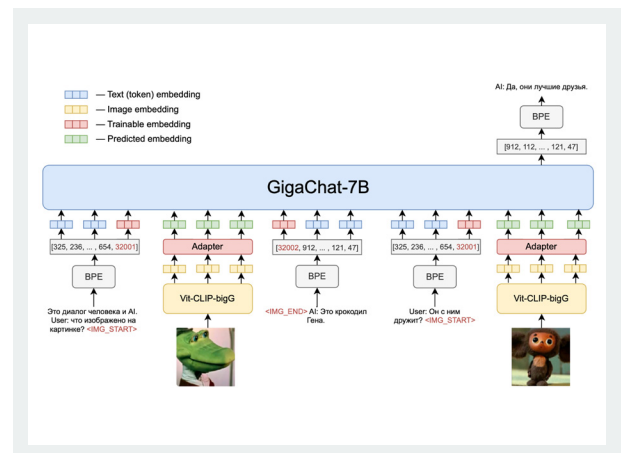 AI: Да, они лучшие друзья.
— Text (token) embedding
— Image embedding
— Trainable embedding
— Predicted embedding
BPE
[912, 112, ... , 121, 47]
GigaChat-7B
[325, 236, ... , 654, 32001]
Adapter
[32002, 912, ... , 121, 47]
[325, 236, ... , 654, 32001]
Adapter
BPE
Vit-CLIP-bigG
BPE
BPE
Vit-CLIP-bigG
Это диалог человека и AI.
User: что изображено на
картинке? <IMG_START>
<IMG_END> AI: Это крокодил
Гена.
User: Он с ним
дружит? <IMG_START>